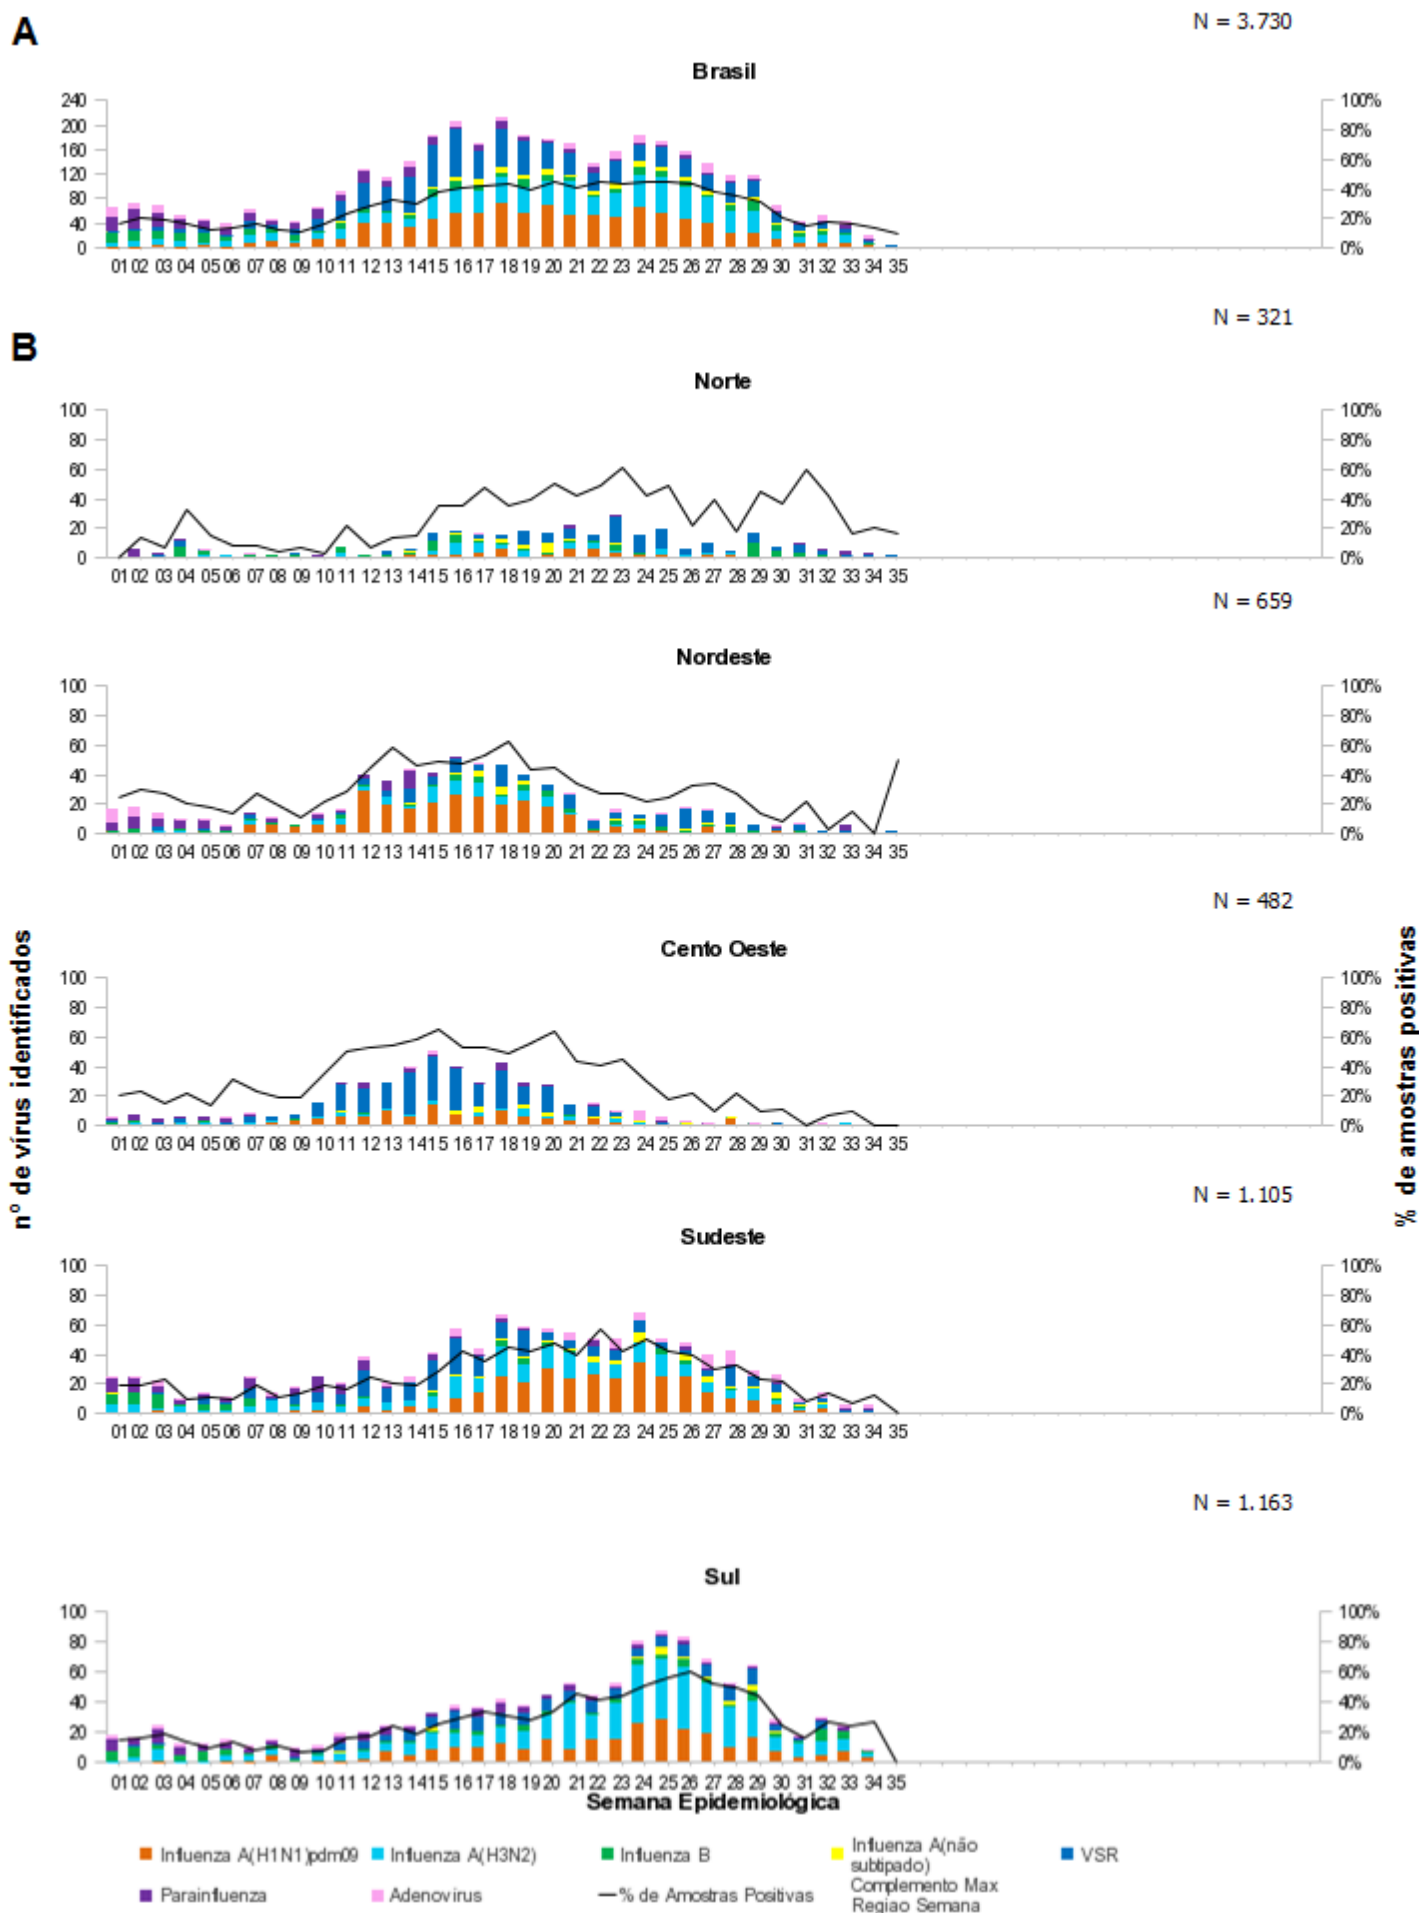 A
N = 3.730
Brasil
240 100%
200 80%
160 60%
120
80 40%
40 20%
0 0%
01 02 03 04 05 06 07 08 09 10 11 12 13 14 15 16 17 18 19 20 21 22 23 24 25 26 27 28 29 30 31 32 33 34 35
N = 321
B
Norte
100 100%
80 80%
60 60%
40 40%
20 20%
0 0%
01 02 03 04 05 06 07 08 09 10 11 12 13 14 15 16 17 18 19 20 21 22 23 24 25 26 27 28 29 30 31 32 33 34 35
N = 659
Nordeste
100 100%
80 80%
60 60%
40 40%
20 20%
0 0%
01 02 03 04 05 06 07 08 09 10 11 12 13 14 15 16 17 18 19 20 21 22 23 24 25 26 27 28 29 30 31 32 33 34 35
N = 482
Cento Oeste
100 100%
80 80%
60 60%
40 40%
20 20%
0 0%
01 02 03 04 05 06 07 08 09 10 11 12 13 14 15 16 17 18 19 20 21 22 23 24 25 26 27 28 29 30 31 32 33 34 35
nº de vírus identificados
% de amostras positivas
N = 1.105
Sudeste
100 100%
80 80%
60 60%
40 40%
20 20%
0 0%
01 02 03 04 05 06 07 08 09 10 11 12 13 14 15 16 17 18 19 20 21 22 23 24 25 26 27 28 29 30 31 32 33 34 35
N = 1.163
Sul
100 100%
80 80%
60 60%
40 40%
20 20%
0 0%
01 02 03 04 05 06 07 08 09 10 11 12 13 14 15 16 17 18 19 20 21 22 23 24 25 26 27 28 29 30 31 32 33 34 35
Semana Epidemiológica
Influenza A(H1N1)pdm09 Influenza A(H3N2) Influenza B Influenza A(não subtipado) VSR
Parainfluenza Adenovirus % de Amostras Positivas Complemento Max Regiao Semana